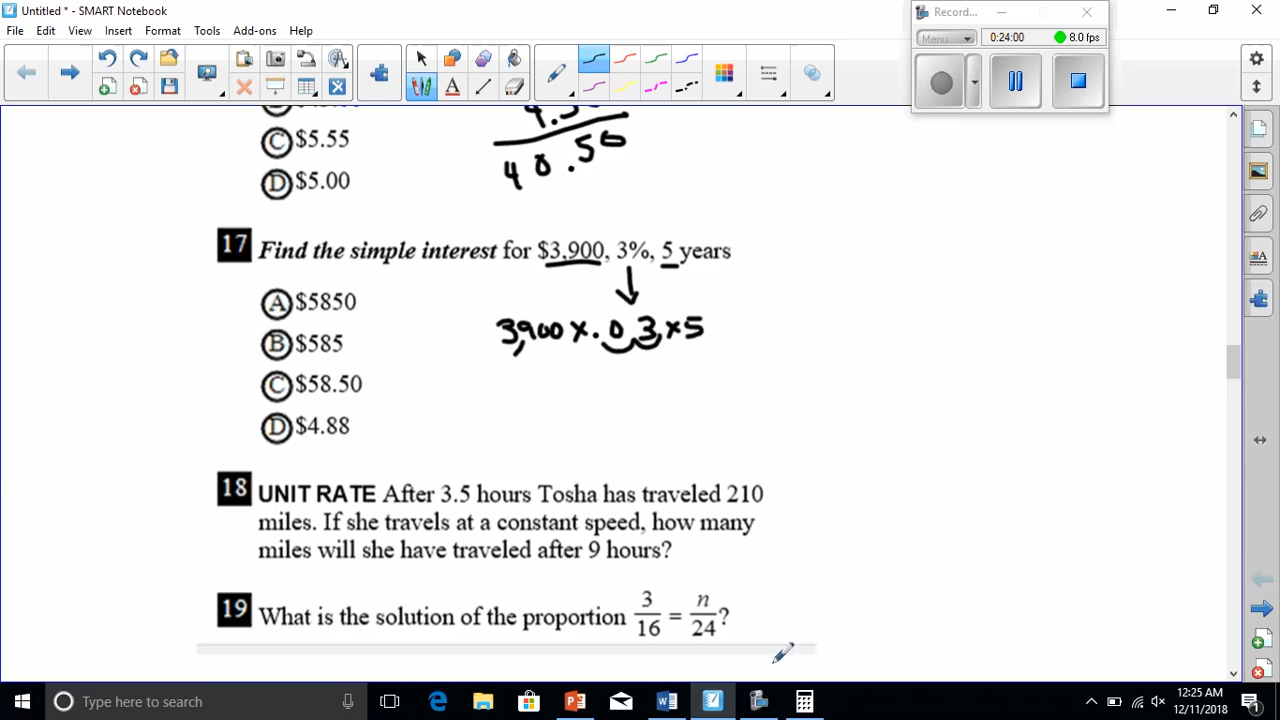 Untitled * - SMART Notebook
Record...
File Edit View Insert Format Tools Add-ons
Menu 0:24:00 8.0 fps
A
C $5.55
40.50
D $5.00
17 Find the simple interest for $3,900, 3%, 5 years
A $5850
3,900 x .03, x 5
B $585
C $58.50
D $4.88
18 UNIT RATE After 3.5 hours Tosha has traveled 210
miles. If she travels at a constant speed, how many
miles will she have traveled after 9 hours?
19 What is the solution of the proportion 3/16 = n/24?
Type here to search
12:25 AM
12/11/2018
1